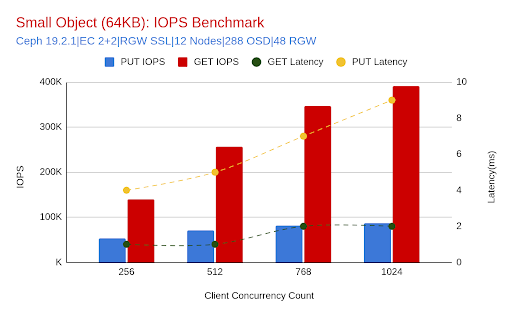 Small Object (64KB): IOPS Benchmark
Ceph 19.2.1|EC 2+2|RGW SSL|12 Nodes|288 OSD|48 RGW
PUT IOPS GET IOPS GET Latency PUT Latency
400K
300K
200K
100K
K
IOPS
10
8
6
4
2
0
Latency(ms)
256 512 768 1024
Client Concurrency Count